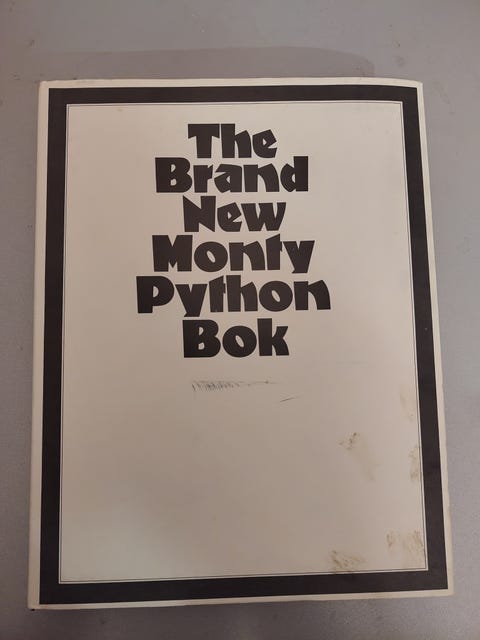 The
Brand
New
Monty
Python
Bok